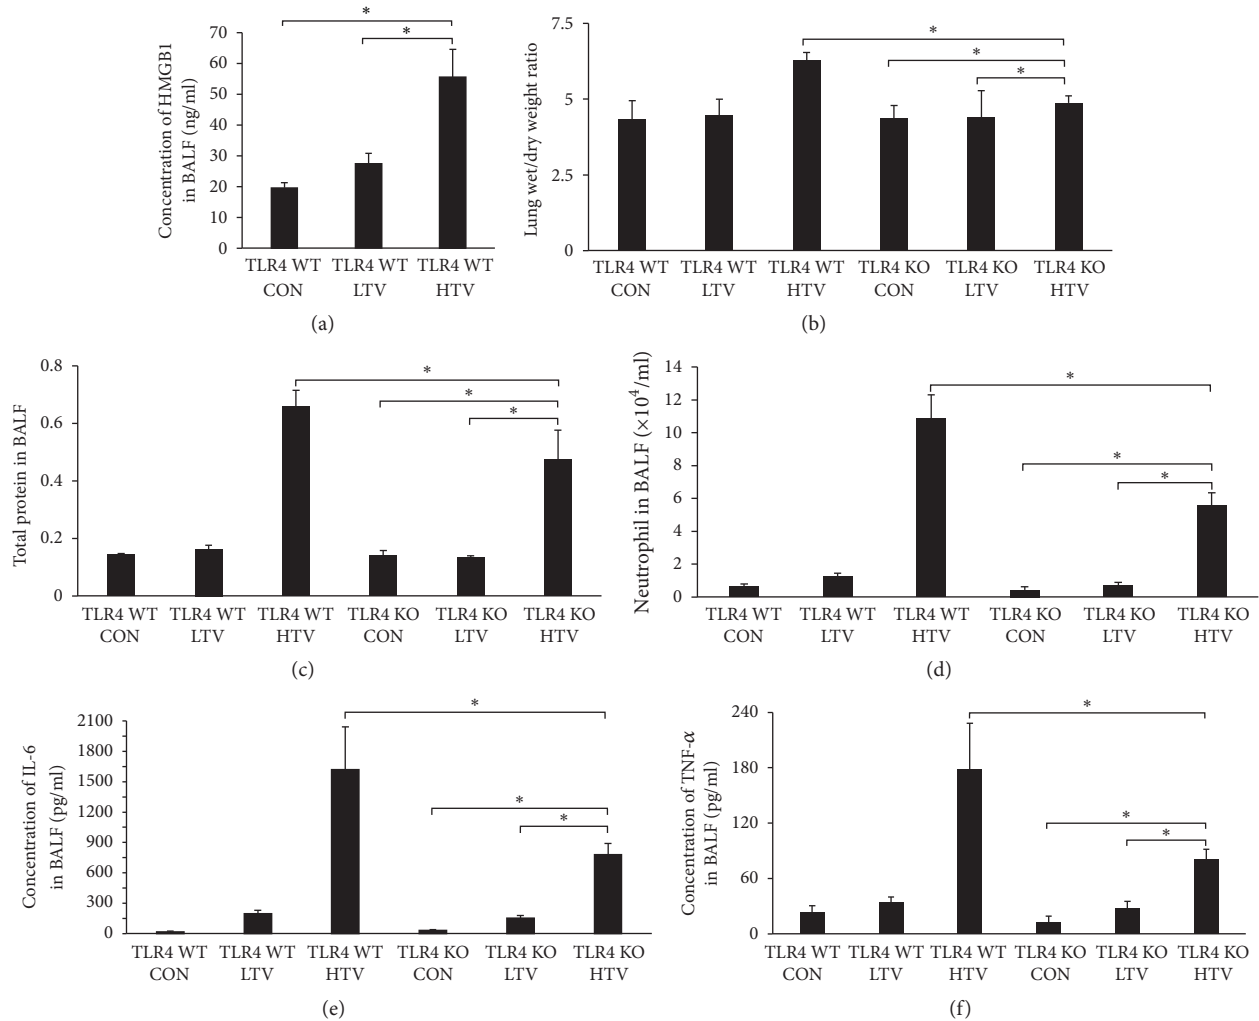 *
*
Concentration of HMGB1
in BALF (ng/ml)
70
60
50
40
30
20
10
0
TLR4 WT TLR4 WT TLR4 WT
CON LTV HTV
(a)
*
*
*
Lung wet/dry weight ratio
7.5
5
2.5
0
TLR4 WT TLR4 WT TLR4 WT TLR4 KO TLR4 KO TLR4 KO
CON LTV HTV CON LTV HTV
(b)
*
*
*
Total protein in BALF
0.8
0.6
0.4
0.2
0
TLR4 WT TLR4 WT TLR4 WT TLR4 KO TLR4 KO TLR4 KO
CON LTV HTV CON LTV HTV
(c)
*
*
*
Neutrophil in BALF (×10⁴/ml)
14
12
10
8
6
4
2
0
TLR4 WT TLR4 WT TLR4 WT TLR4 KO TLR4 KO TLR4 KO
CON LTV HTV CON LTV HTV
(d)
*
*
*
Concentration of IL-6
in BALF (pg/ml)
2100
1800
1500
1200
900
600
300
0
TLR4 WT TLR4 WT TLR4 WT TLR4 KO TLR4 KO TLR4 KO
CON LTV HTV CON LTV HTV
(e)
*
*
*
Concentration of TNF-α
in BALF (pg/ml)
240
180
120
60
0
TLR4 WT TLR4 WT TLR4 WT TLR4 KO TLR4 KO TLR4 KO
CON LTV HTV CON LTV HTV
(f)